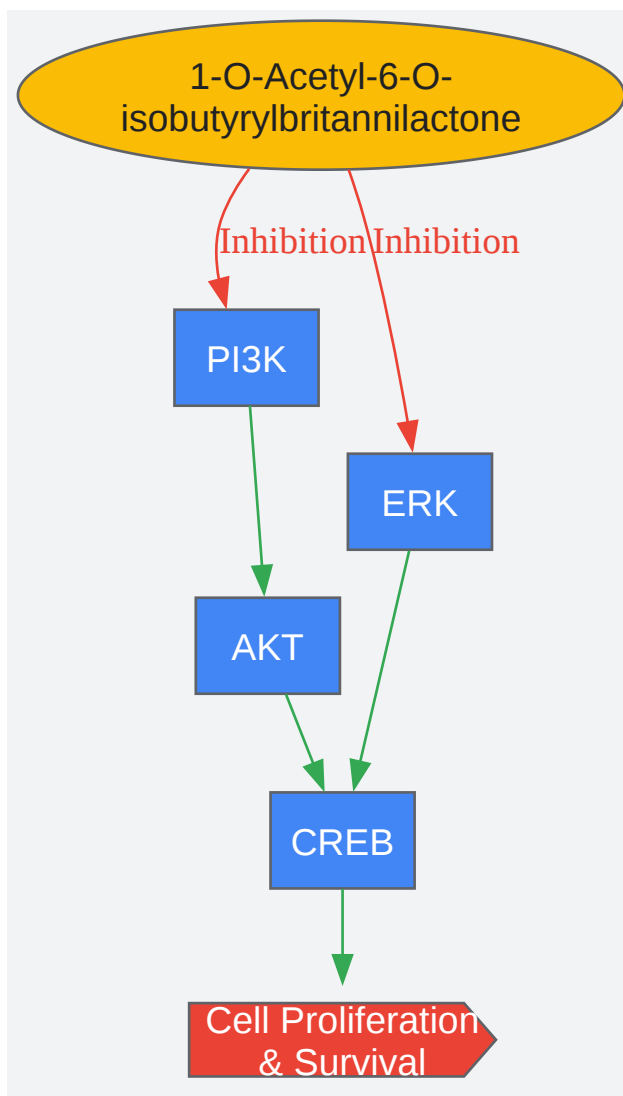 1-O-Acetyl-6-O-
isobutyrylbritannilactone
Inhibition
Inhibition
PI3K
ERK
AKT
CREB
Cell Proliferation
& Survival